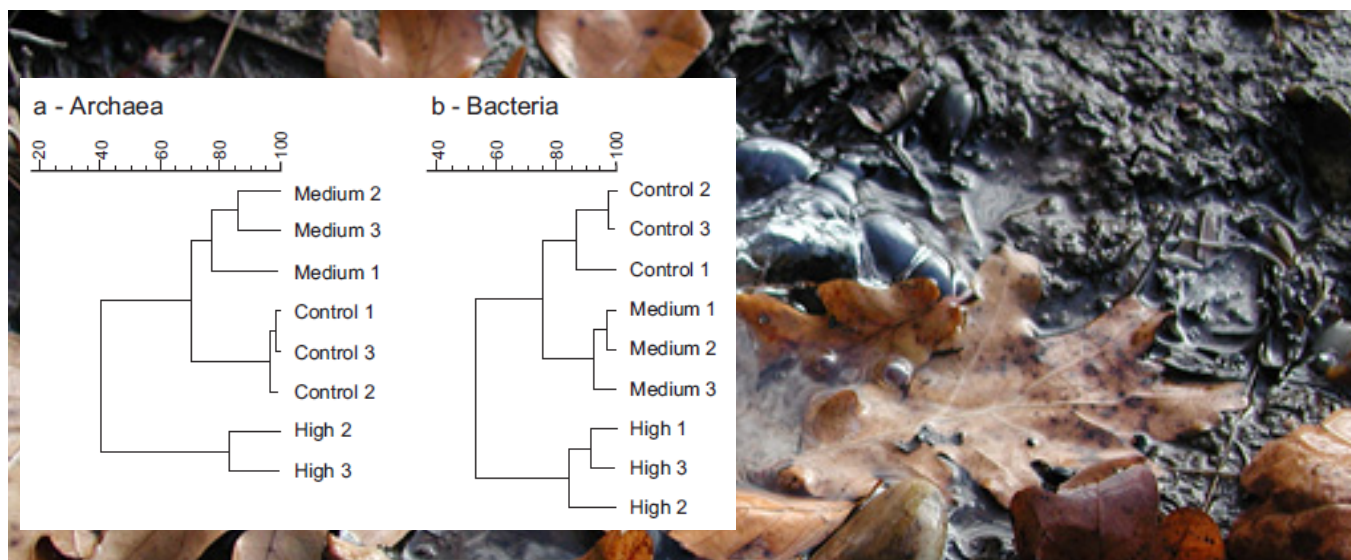 a - Archaea
20 40 60 80 100
Medium 2
Medium 3
Medium 1
Control 1
Control 3
Control 2
High 2
High 3
b - Bacteria
40 60 80 100
Control 2
Control 3
Control 1
Medium 1
Medium 2
Medium 3
High 1
High 3
High 2